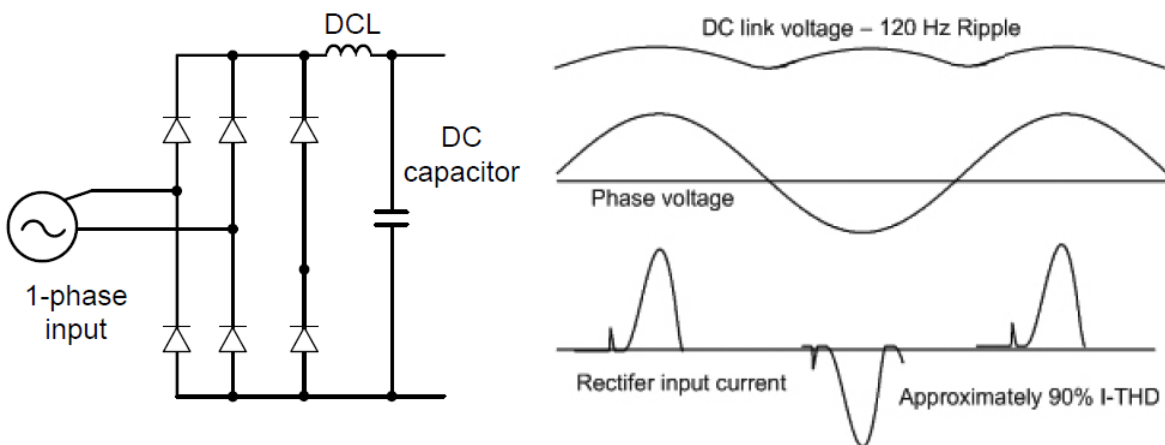 DCL
DC
capacitor
1-phase
input
DC link voltage – 120 Hz Ripple
Phase voltage
Rectifer input current
Approximately 90% I-THD